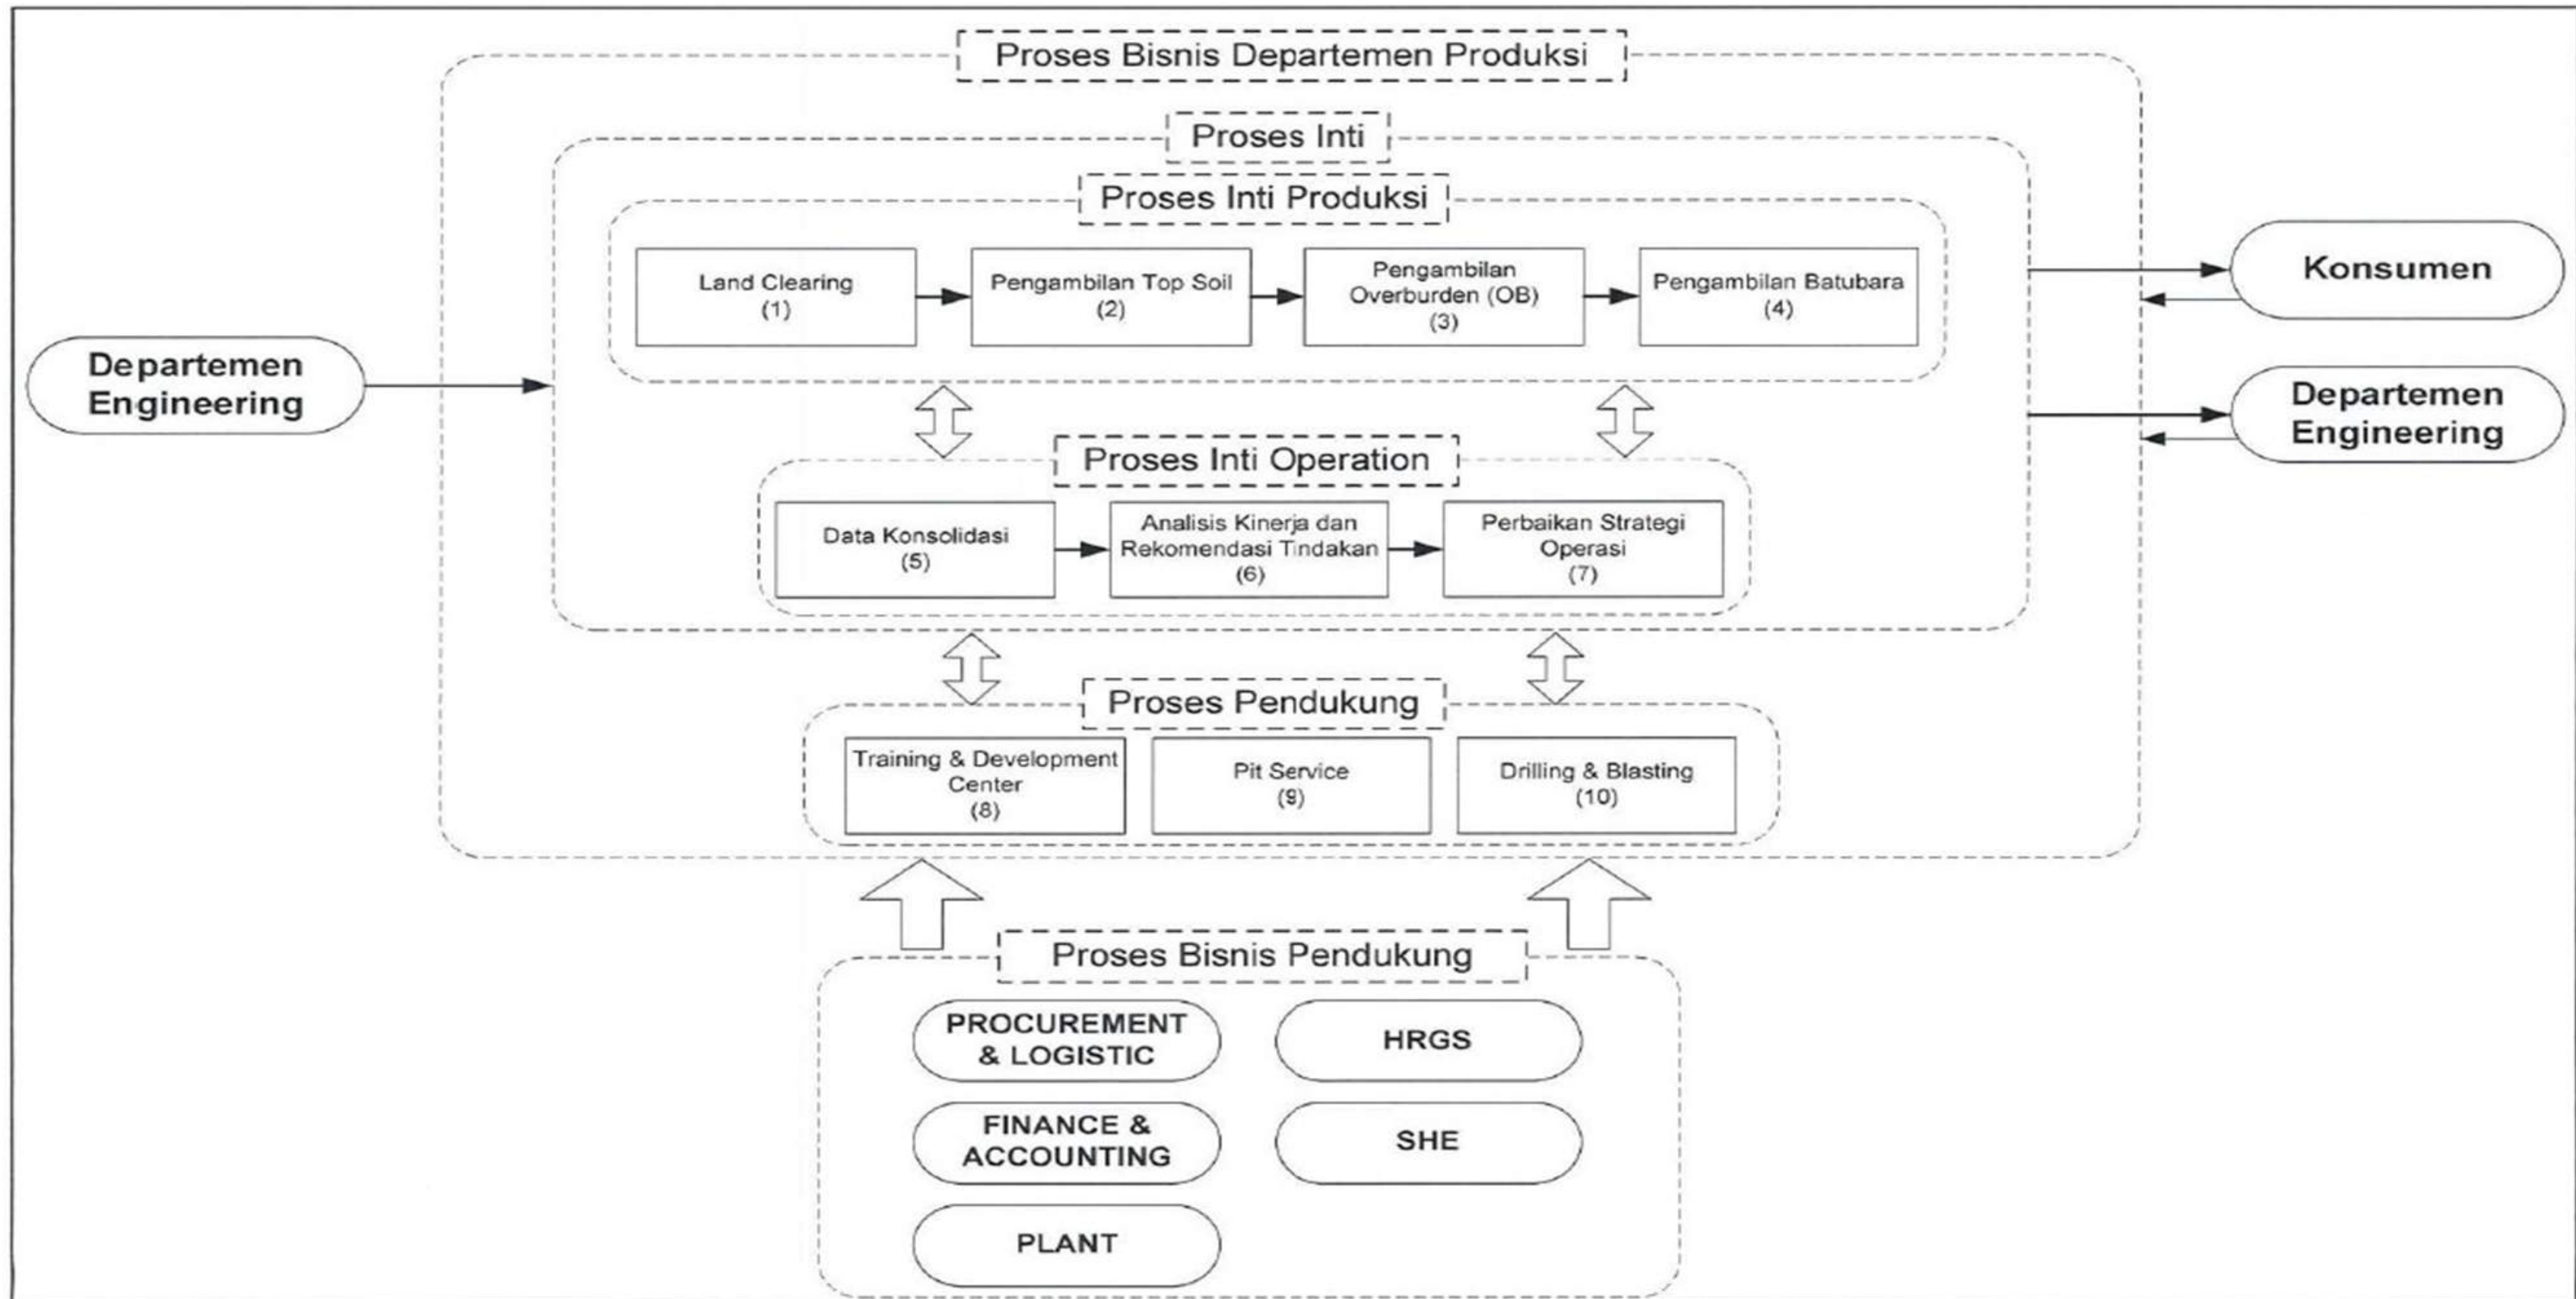 Proses Bisnis Departemen Produksi
Proses Inti
Proses Inti Produksi
Land Clearing
(1)
Pengambilan Top Soil
(2)
Pengambilan
Overburden (OB)
(3)
Pengambilan Batubara
(4)
Departemen
Engineering
Konsumen
Departemen
Engineering
Proses Inti Operation
Data Konsolidasi
(5)
Analisis Kinerja dan
Rekomendasi Tindakan
(6)
Perbaikan Strategi
Operasi
(7)
Proses Pendukung
Training & Development
Center
(8)
Pit Service
(9)
Drilling & Blasting
(10)
Proses Bisnis Pendukung
PROCUREMENT
& LOGISTIC
HRGS
FINANCE &
ACCOUNTING
SHE
PLANT